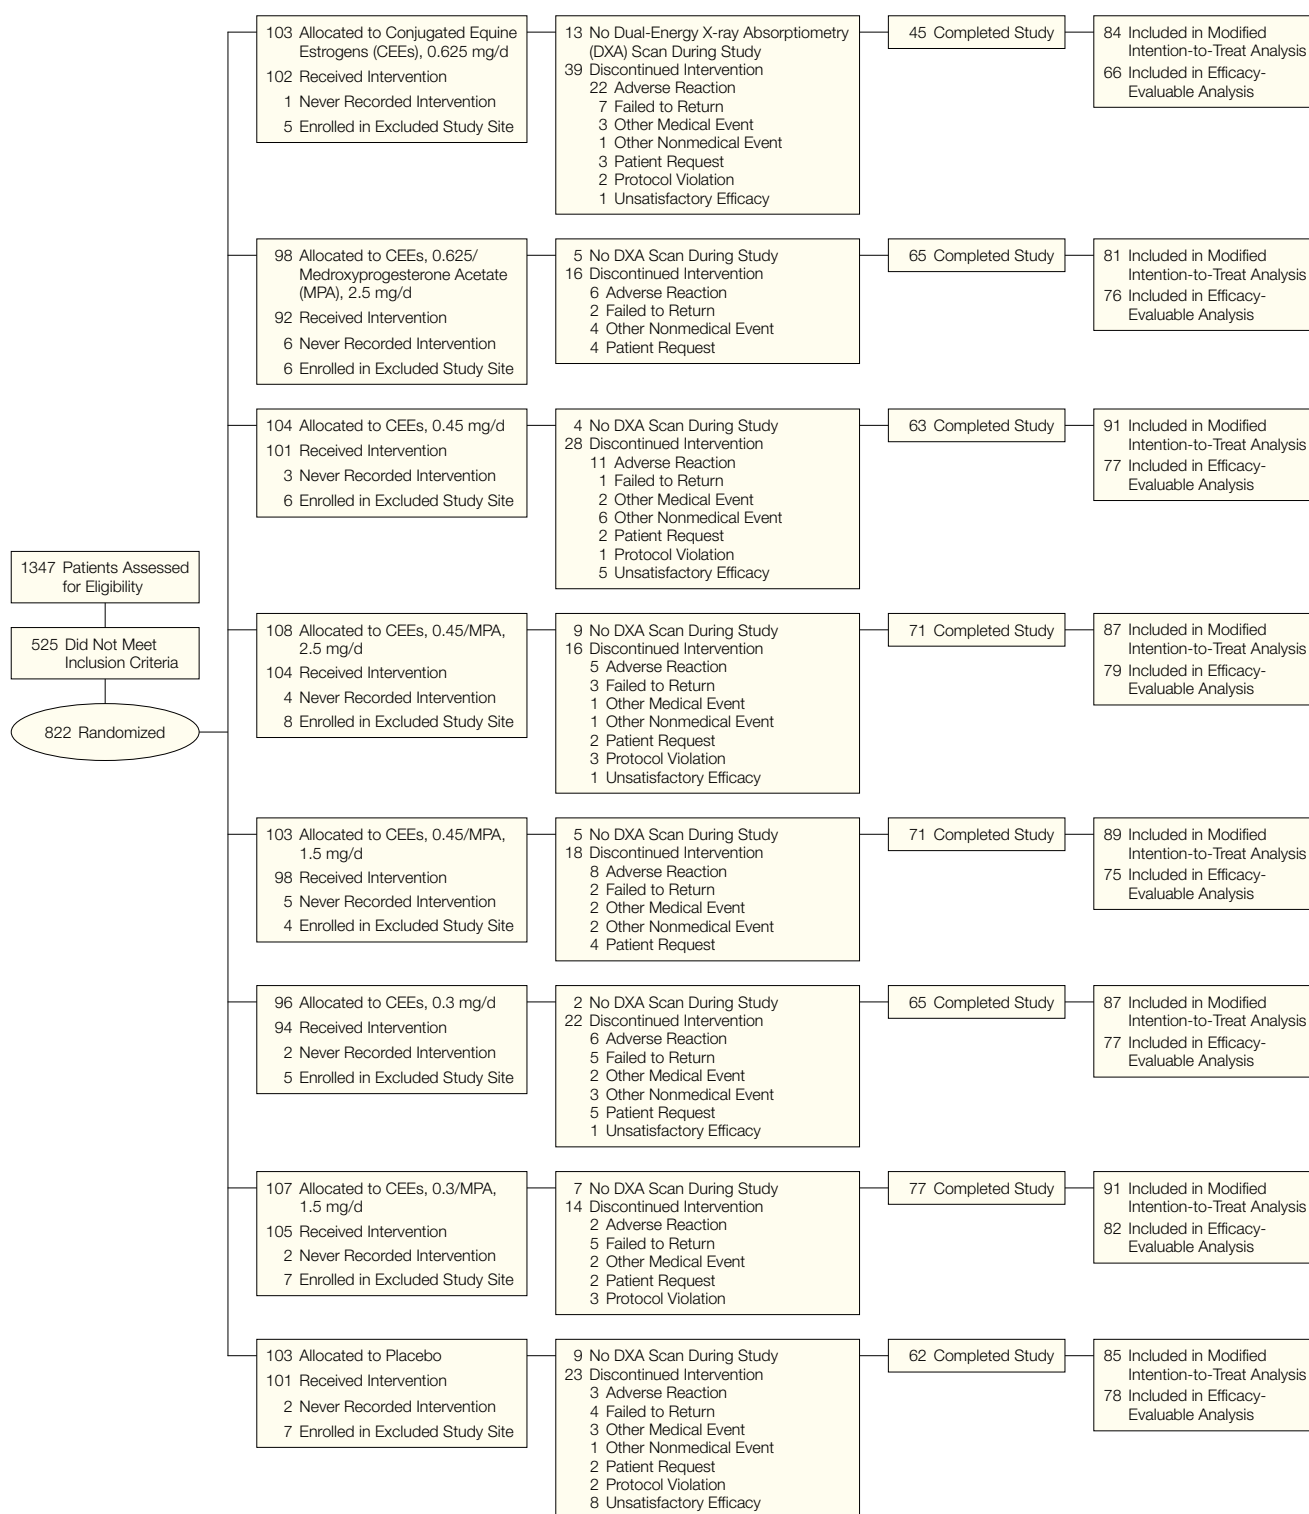 1347 Patients Assessed
for Eligibility
525 Did Not Meet
Inclusion Criteria
822 Randomized
103 Allocated to Conjugated Equine
Estrogens (CEEs), 0.625 mg/d
102 Received Intervention
1 Never Recorded Intervention
5 Enrolled in Excluded Study Site
13 No Dual-Energy X-ray Absorptiometry
(DXA) Scan During Study
39 Discontinued Intervention
22 Adverse Reaction
7 Failed to Return
3 Other Medical Event
1 Other Nonmedical Event
3 Patient Request
2 Protocol Violation
1 Unsatisfactory Efficacy
45 Completed Study
84 Included in Modified
Intention-to-Treat Analysis
66 Included in Efficacy-
Evaluable Analysis
98 Allocated to CEEs, 0.625/
Medroxyprogesterone Acetate
(MPA), 2.5 mg/d
92 Received Intervention
6 Never Recorded Intervention
6 Enrolled in Excluded Study Site
5 No DXA Scan During Study
16 Discontinued Intervention
6 Adverse Reaction
2 Failed to Return
4 Other Nonmedical Event
4 Patient Request
65 Completed Study
81 Included in Modified
Intention-to-Treat Analysis
76 Included in Efficacy-
Evaluable Analysis
104 Allocated to CEEs, 0.45 mg/d
101 Received Intervention
3 Never Recorded Intervention
6 Enrolled in Excluded Study Site
4 No DXA Scan During Study
28 Discontinued Intervention
11 Adverse Reaction
1 Failed to Return
2 Other Medical Event
6 Other Nonmedical Event
2 Patient Request
1 Protocol Violation
5 Unsatisfactory Efficacy
63 Completed Study
91 Included in Modified
Intention-to-Treat Analysis
77 Included in Efficacy-
Evaluable Analysis
108 Allocated to CEEs, 0.45/MPA,
2.5 mg/d
104 Received Intervention
4 Never Recorded Intervention
8 Enrolled in Excluded Study Site
9 No DXA Scan During Study
16 Discontinued Intervention
5 Adverse Reaction
3 Failed to Return
1 Other Medical Event
1 Other Nonmedical Event
2 Patient Request
3 Protocol Violation
1 Unsatisfactory Efficacy
71 Completed Study
87 Included in Modified
Intention-to-Treat Analysis
79 Included in Efficacy-
Evaluable Analysis
103 Allocated to CEEs, 0.45/MPA,
1.5 mg/d
98 Received Intervention
5 Never Recorded Intervention
4 Enrolled in Excluded Study Site
5 No DXA Scan During Study
18 Discontinued Intervention
8 Adverse Reaction
2 Failed to Return
2 Other Medical Event
2 Other Nonmedical Event
4 Patient Request
71 Completed Study
89 Included in Modified
Intention-to-Treat Analysis
75 Included in Efficacy-
Evaluable Analysis
96 Allocated to CEEs, 0.3 mg/d
94 Received Intervention
2 Never Recorded Intervention
5 Enrolled in Excluded Study Site
2 No DXA Scan During Study
22 Discontinued Intervention
6 Adverse Reaction
5 Failed to Return
2 Other Medical Event
3 Other Nonmedical Event
5 Patient Request
1 Unsatisfactory Efficacy
65 Completed Study
87 Included in Modified
Intention-to-Treat Analysis
77 Included in Efficacy-
Evaluable Analysis
107 Allocated to CEEs, 0.3/MPA,
1.5 mg/d
105 Received Intervention
2 Never Recorded Intervention
7 Enrolled in Excluded Study Site
7 No DXA Scan During Study
14 Discontinued Intervention
2 Adverse Reaction
5 Failed to Return
2 Other Medical Event
2 Patient Request
3 Protocol Violation
77 Completed Study
91 Included in Modified
Intention-to-Treat Analysis
82 Included in Efficacy-
Evaluable Analysis
103 Allocated to Placebo
101 Received Intervention
2 Never Recorded Intervention
7 Enrolled in Excluded Study Site
9 No DXA Scan During Study
23 Discontinued Intervention
3 Adverse Reaction
4 Failed to Return
3 Other Medical Event
1 Other Nonmedical Event
2 Patient Request
2 Protocol Violation
8 Unsatisfactory Efficacy
62 Completed Study
85 Included in Modified
Intention-to-Treat Analysis
78 Included in Efficacy-
Evaluable Analysis